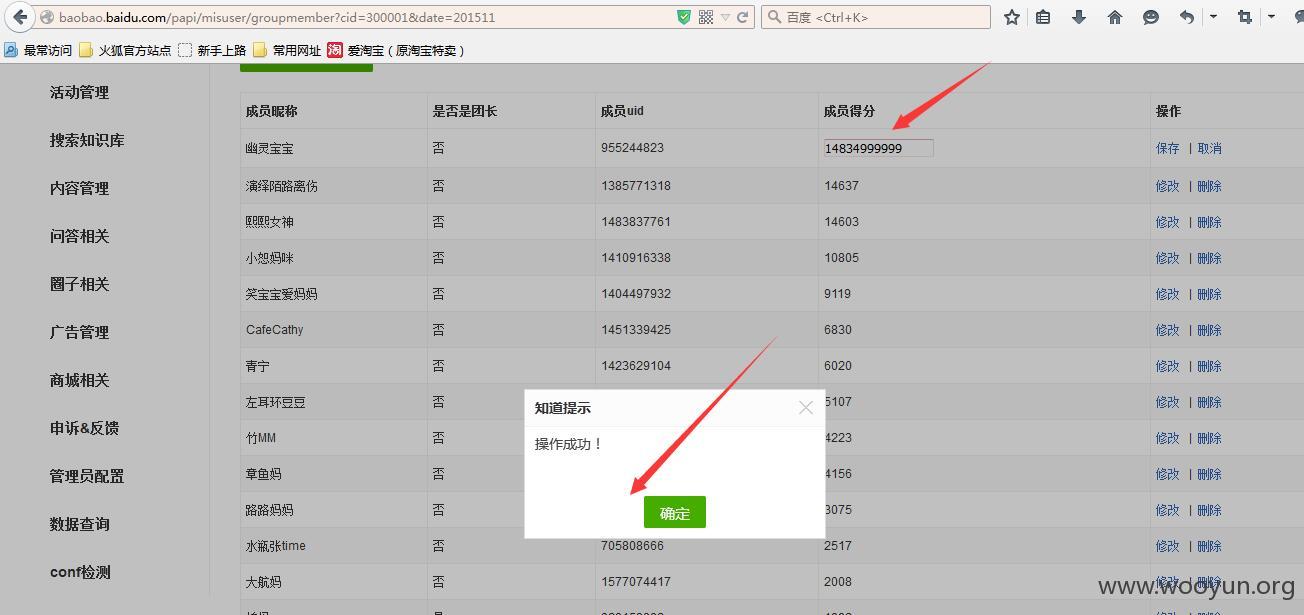 baobao.baidu.com/papi/misuser/groupmember?cid=300001&date=201511
百度 <Ctrl+K>
最常访问 火狐官方站点 新手上路 常用网址 淘 爱淘宝（原淘宝特卖）
活动管理
搜索知识库
内容管理
问答相关
圈子相关
广告管理
商城相关
申诉&反馈
管理员配置
数据查询
conf检测
成员昵称 是否是团长 成员uid 成员得分 操作
幽灵宝宝 否 955244823 14834999999 保存 | 取消
演绎陌路离伤 否 1385771318 14637 修改 | 删除
熙熙女神 否 1483837761 14603 修改 | 删除
小恕妈咪 否 1410916338 10805 修改 | 删除
笑宝宝爱妈妈 否 1404497932 9119 修改 | 删除
CafeCathy 否 1451339425 6830 修改 | 删除
青宁 否 1423629104 6020 修改 | 删除
左耳环豆豆 否 5107 修改 | 删除
竹MM 否 4223 修改 | 删除
章鱼妈 否 4156 修改 | 删除
路路妈妈 否 3075 修改 | 删除
水瓶张time 否 705808666 2517 修改 | 删除
大航妈 否 1577074417 2008 修改 | 删除
知道提示
操作成功！
确定
www.wooyun.org